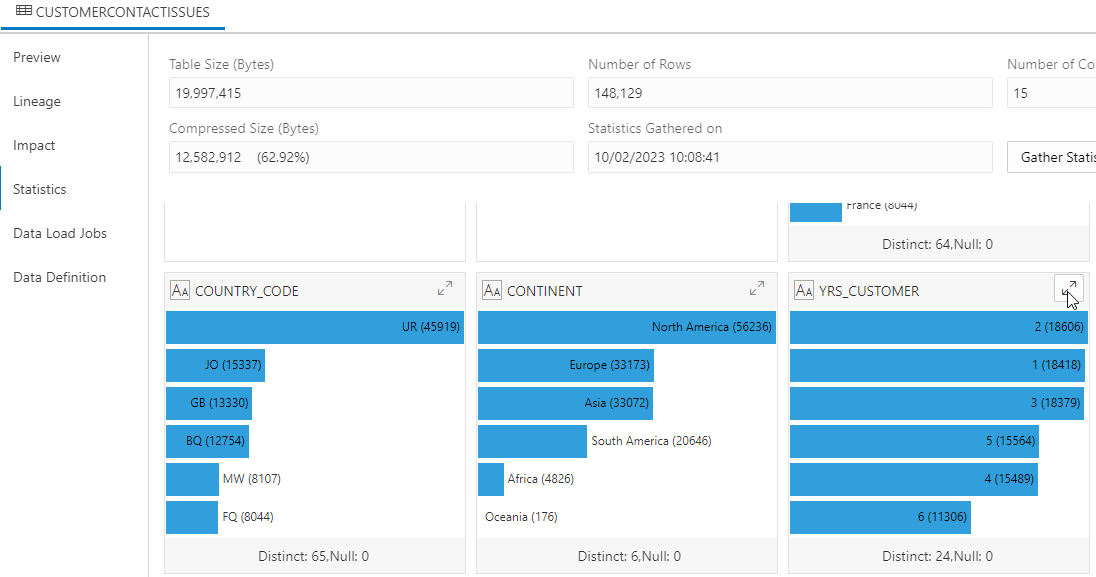 CUSTOMERCONTACTISSUES
Preview
Lineage
Impact
Statistics
Data Load Jobs
Data Definition
Table Size (Bytes)
19,997,415
Number of Rows
148,129
Number of Co
15
Compressed Size (Bytes)
12,582,912 (62.92%)
Statistics Gathered on
10/02/2023 10:08:41
Gather Statis
France (8044)
Distinct: 64,Null: 0
AA COUNTRY_CODE
UR (45919)
JO (15337)
GB (13330)
BQ (12754)
MW (8107)
FQ (8044)
Distinct: 65,Null: 0
AA CONTINENT
North America (56236)
Europe (33173)
Asia (33072)
South America (20646)
Africa (4826)
Oceania (176)
Distinct: 6,Null: 0
AA YRS_CUSTOMER
2 (18606)
1 (18418)
3 (18379)
5 (15564)
4 (15489)
6 (11306)
Distinct: 24,Null: 0